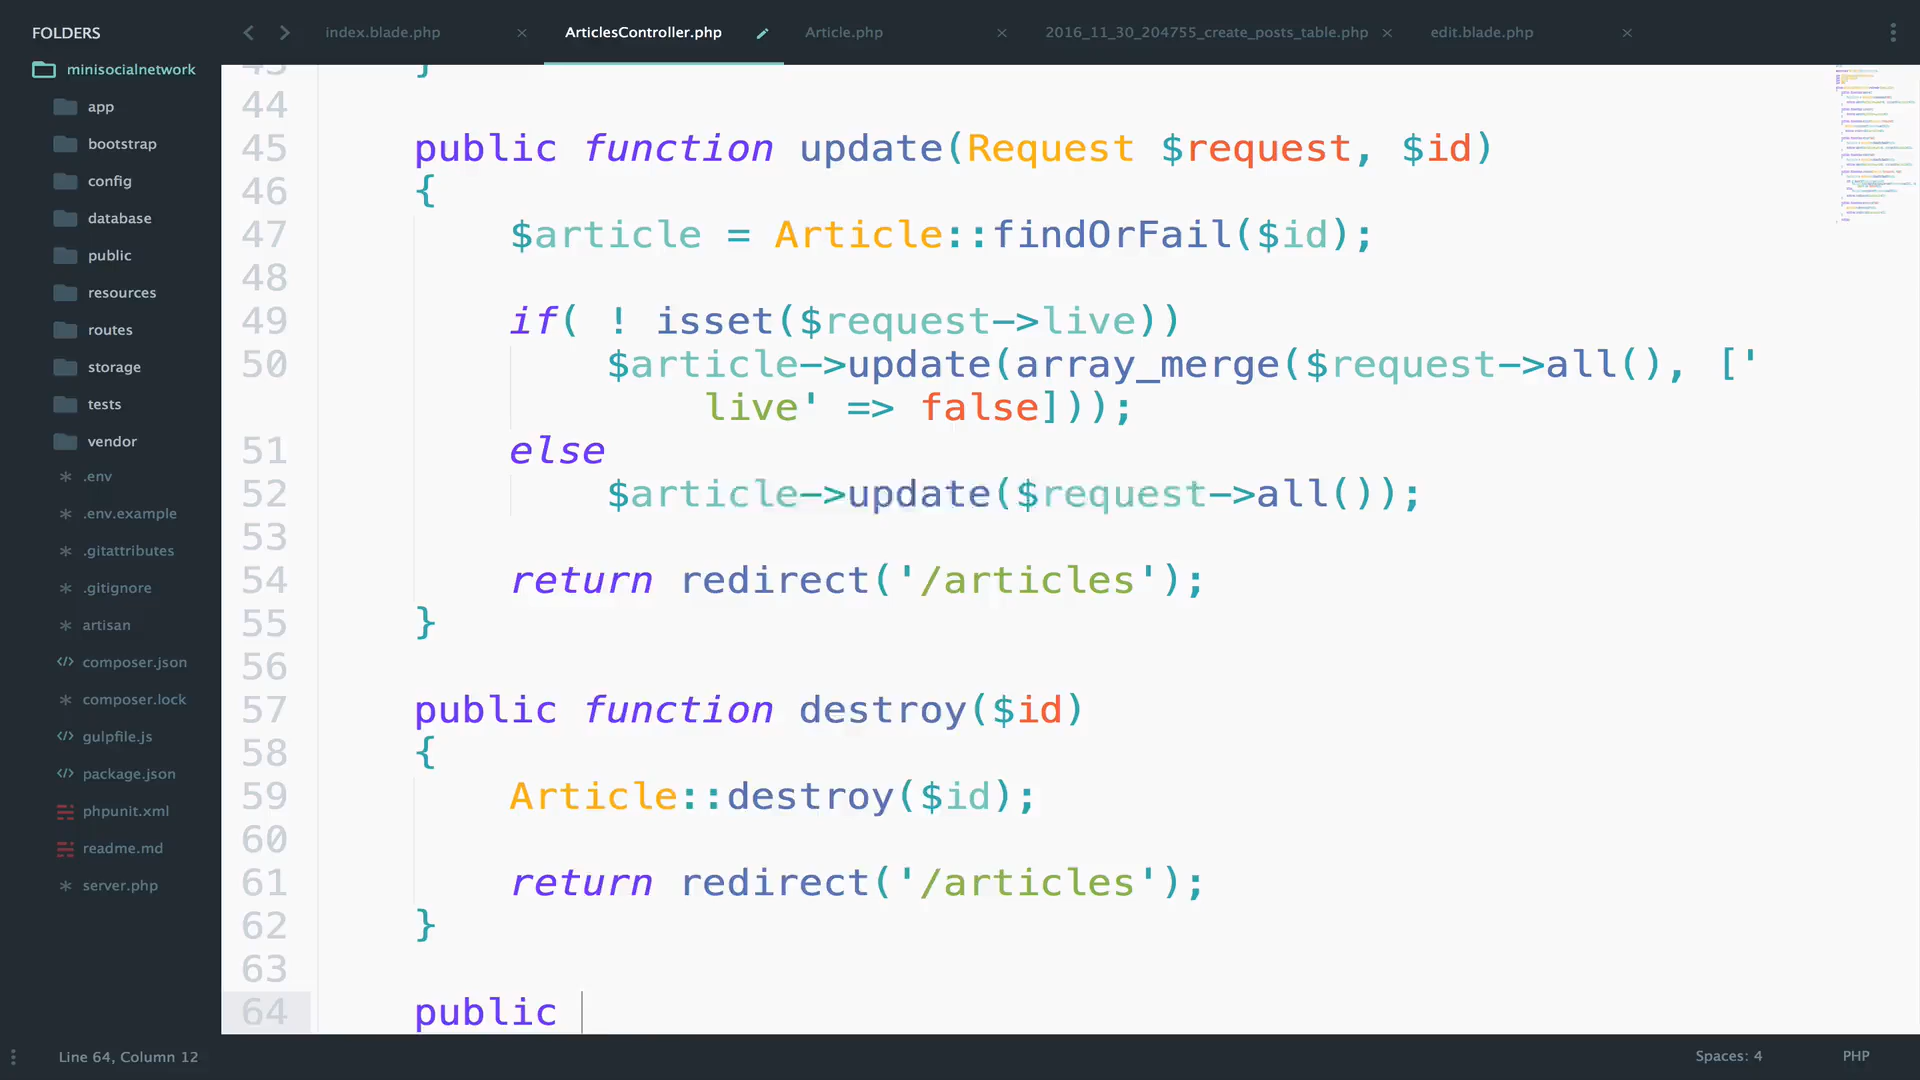 FOLDERS
minisocialnetwork
app
bootstrap
config
database
public
resources
routes
storage
tests
vendor
.env
.env.example
.gitattributes
.gitignore
artisan
composer.json
composer.lock
gulpfile.js
package.json
phpunit.xml
readme.md
server.php
index.blade.php
ArticlesController.php
Article.php
2016_11_30_204755_create_posts_table.php
edit.blade.php
43 }
44
45 public function update(Request $request, $id)
46 {
47 $article = Article::findOrFail($id);
48
49 if( ! isset($request->live))
50 $article->update(array_merge($request->all(), ['
live' => false]));
51 else
52 $article->update($request->all());
53
54 return redirect('/articles');
55 }
56
57 public function destroy($id)
58 {
59 Article::destroy($id);
60
61 return redirect('/articles');
62 }
63
64 public
Line 64, Column 12
Spaces: 4
PHP